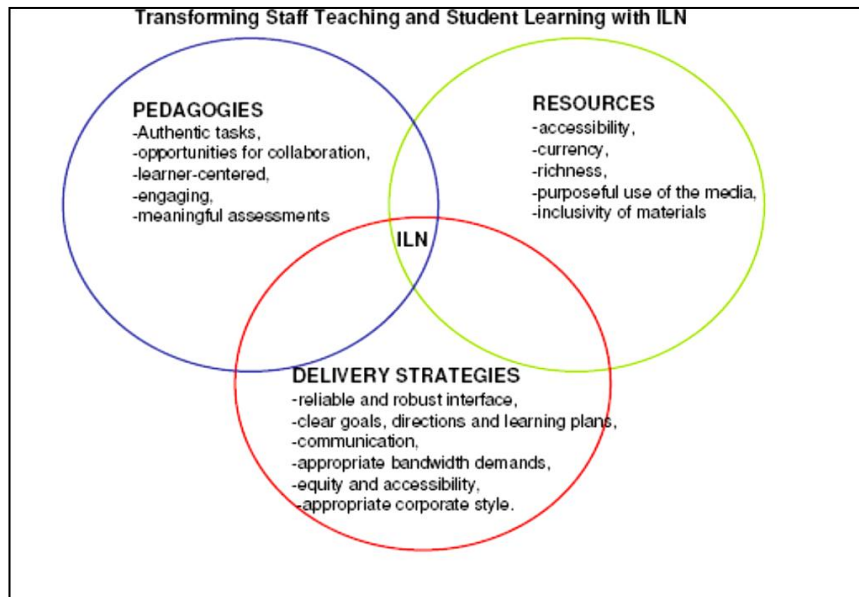 Transforming Staff Teaching and Student Learning with ILN
PEDAGOGIES
-Authentic tasks,
-opportunities for collaboration,
-learner-centered,
-engaging,
-meaningful assessments
RESOURCES
-accessibility,
-currency,
-richness,
-purposeful use of the media,
-inclusivity of materials
ILN
DELIVERY STRATEGIES
-reliable and robust interface,
-clear goals, directions and learning plans,
-communication,
-appropriate bandwidth demands,
-equity and accessibility,
-appropriate corporate style.